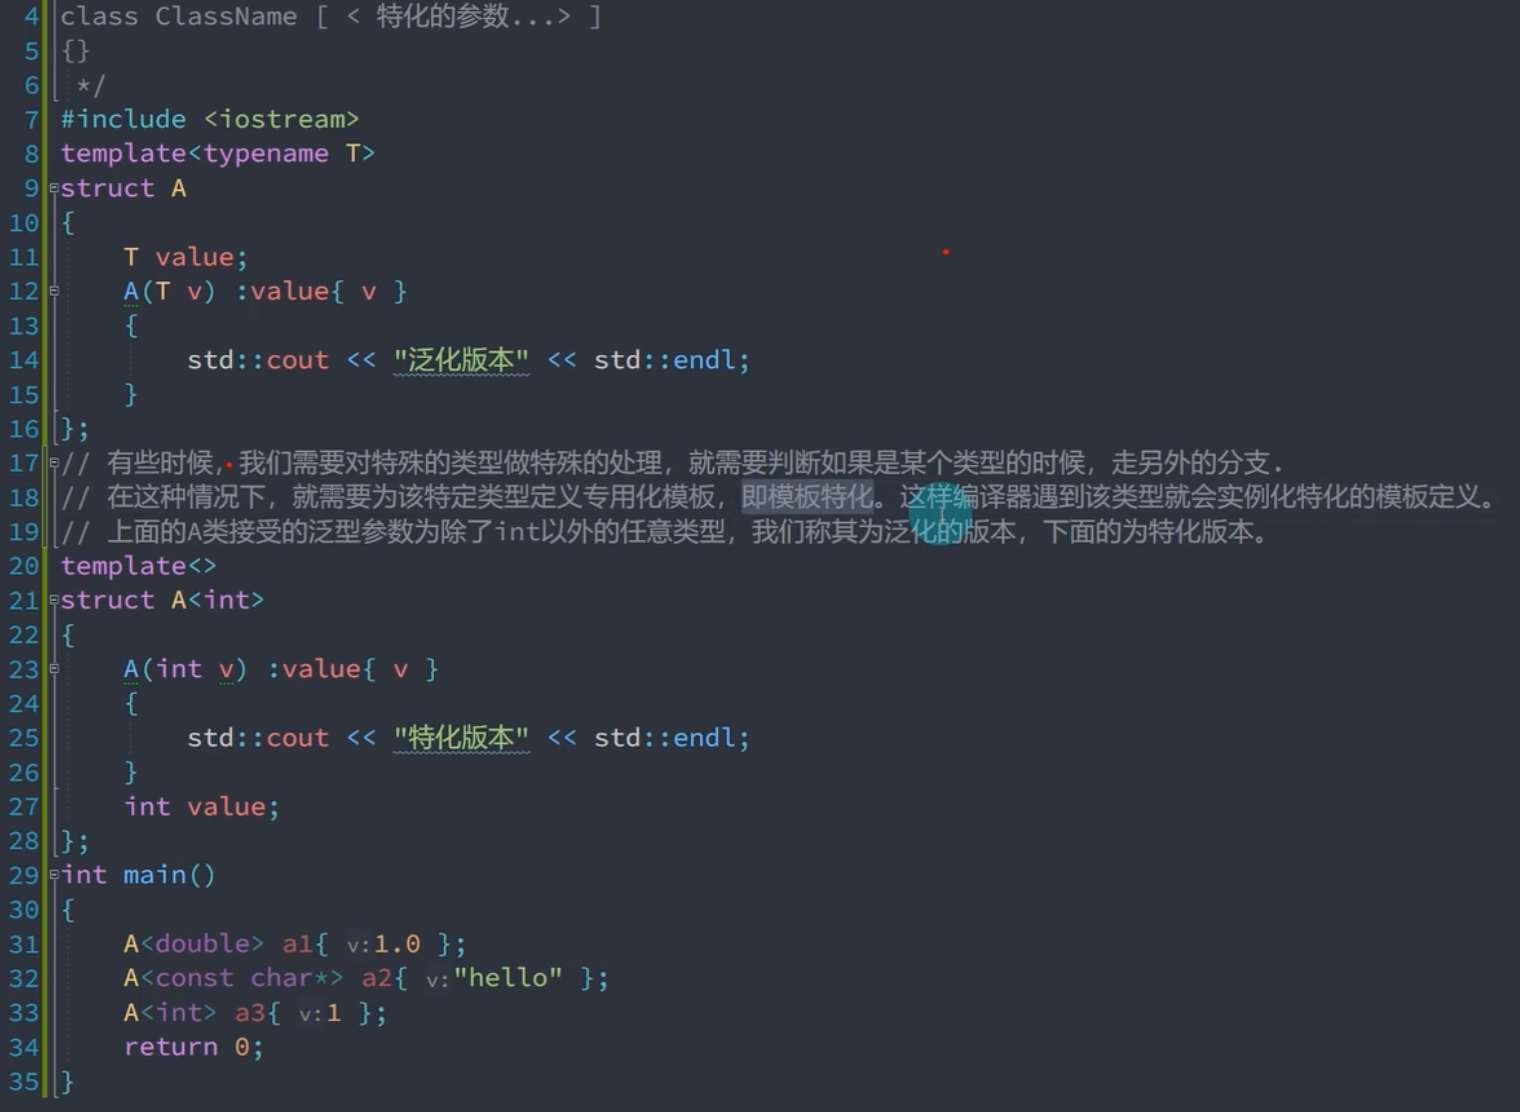 4 class ClassName [ < 特化的参数...> ]
5 {}
6 */
7 #include <iostream>
8 template<typename T>
9 struct A
10 {
11 T value;
12 A(T v) :value{ v }
13 {
14 std::cout << "泛化版本" << std::endl;
15 }
16 };
17 // 有些时候, 我们需要对特殊的类型做特殊的处理, 就需要判断如果是某个类型的时候, 走另外的分支.
18 // 在这种情况下, 就需要为该特定类型定义专用化模板, 即模板特化。这样编译器遇到该类型就会实例化特化的模板定义。
19 // 上面的A类接受的泛型参数为除了int以外的任意类型, 我们称其为泛化的版本, 下面的为特化版本。
20 template<>
21 struct A<int>
22 {
23 A(int v) :value{ v }
24 {
25 std::cout << "特化版本" << std::endl;
26 }
27 int value;
28 };
29 int main()
30 {
31 A<double> a1{ v:1.0 };
32 A<const char*> a2{ v:"hello" };
33 A<int> a3{ v:1 };
34 return 0;
35 }